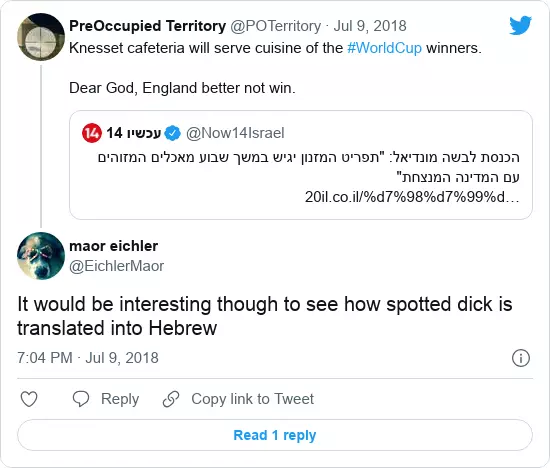 PreOccupied Territory @POTerritory · Jul 9, 2018
Knesset cafeteria will serve cuisine of the #WorldCup winners.
Dear God, England better not win.
14 עכשיו 14 @Now14Israel
הכנסת לבשה מונדיאל: "תפריט המזנון יגיש במשך שבוע מאכלים המזוהים
עם המדינה המנצחת"
20il.co.il/%d7%98%d7%99%d…
maor eichler
@EichlerMaor
It would be interesting though to see how spotted dick is
translated into Hebrew
7:04 PM · Jul 9, 2018
Reply
Copy link to Tweet
Read 1 reply